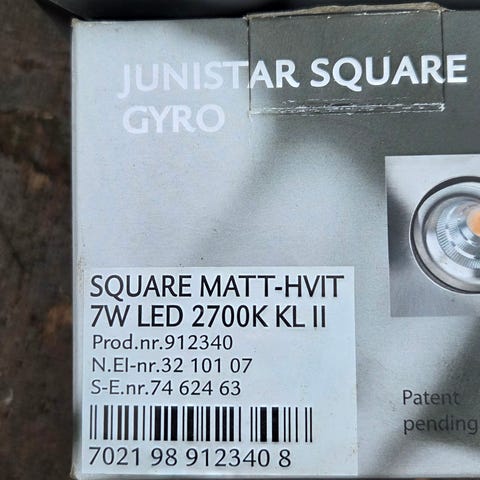 JUNISTAR SQUARE
GYRO
SQUARE MATT-HVIT
7W LED 2700K KL II
Prod.nr.912340
N.El-nr.32 101 07
S-E.nr.74 624 63
7021 98 912340 8
Patent
pending